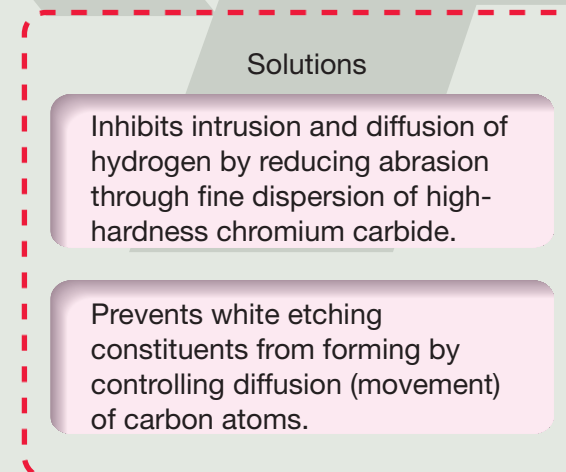 Solutions
Inhibits intrusion and diffusion of
hydrogen by reducing abrasion
through fine dispersion of high-
hardness chromium carbide.
Prevents white etching
constituents from forming by
controlling diffusion (movement)
of carbon atoms.